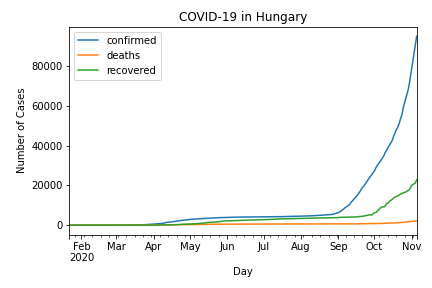 COVID-19 in Hungary
confirmed
deaths
recovered
Number of Cases
80000
60000
40000
20000
0
Feb Mar Apr May Jun Jul Aug Sep Oct Nov
2020
Day